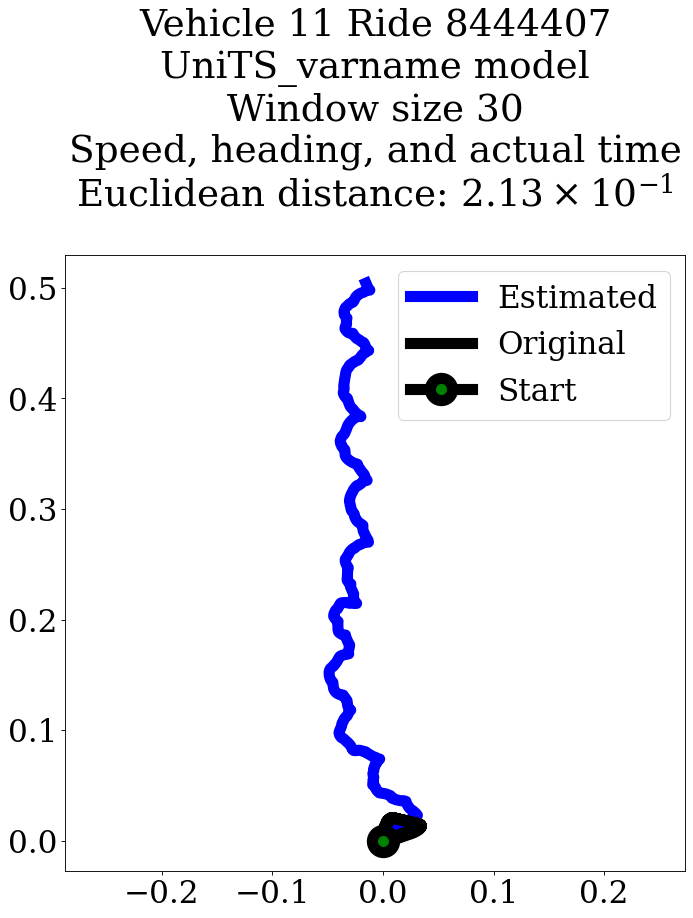 Vehicle 11 Ride 8444407
UniTS_varname model
Window size 30
Speed, heading, and actual time
Euclidean distance: 2.13 × 10⁻¹
Estimated
Original
Start
0.5
0.4
0.3
0.2
0.1
0.0
−0.2 −0.1 0.0 0.1 0.2